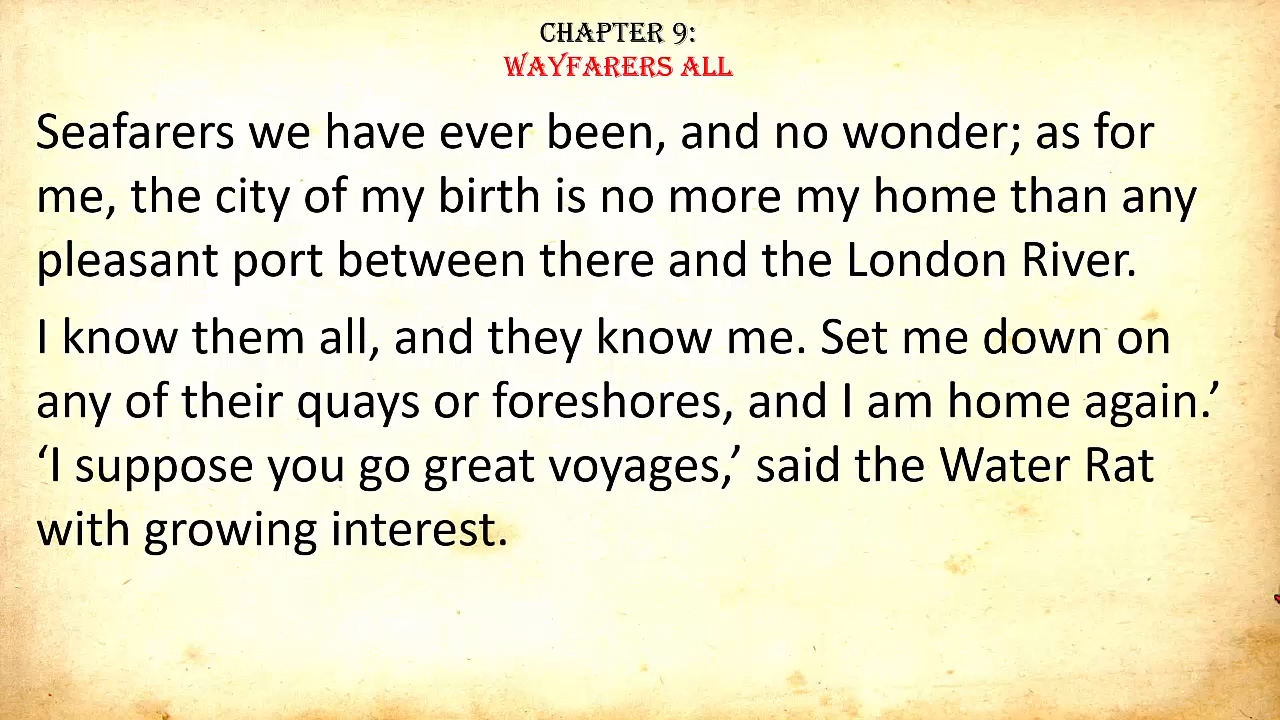 CHAPTER 9:
WAYFARERS ALL
Seafarers we have ever been, and no wonder; as for
me, the city of my birth is no more my home than any
pleasant port between there and the London River.
I know them all, and they know me. Set me down on
any of their quays or foreshores, and I am home again.’
‘I suppose you go great voyages,’ said the Water Rat
with growing interest.